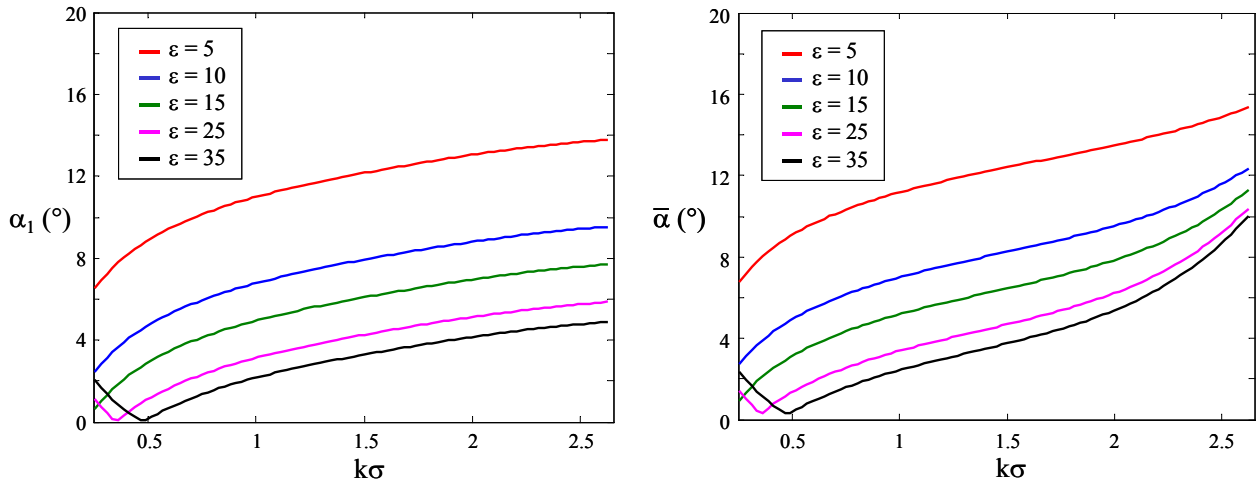 20
16
12
8
4
0
α₁ (°)
ε = 5
ε = 10
ε = 15
ε = 25
ε = 35
0.5 1 1.5 2 2.5
kσ
20
16
12
8
4
0
α̅ (°)
ε = 5
ε = 10
ε = 15
ε = 25
ε = 35
0.5 1 1.5 2 2.5
kσ